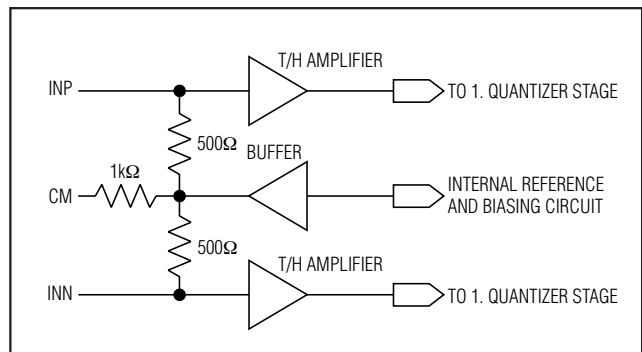 T/H AMPLIFIER
INP
TO 1. QUANTIZER STAGE
500Ω
BUFFER
1kΩ
CM
INTERNAL REFERENCE
AND BIASING CIRCUIT
500Ω
T/H AMPLIFIER
INN
TO 1. QUANTIZER STAGE